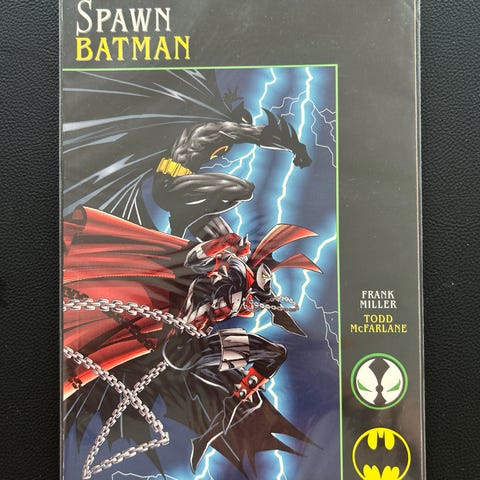 SPAWN
BATMAN
FRANK
MILLER
TODD
McFARLANE